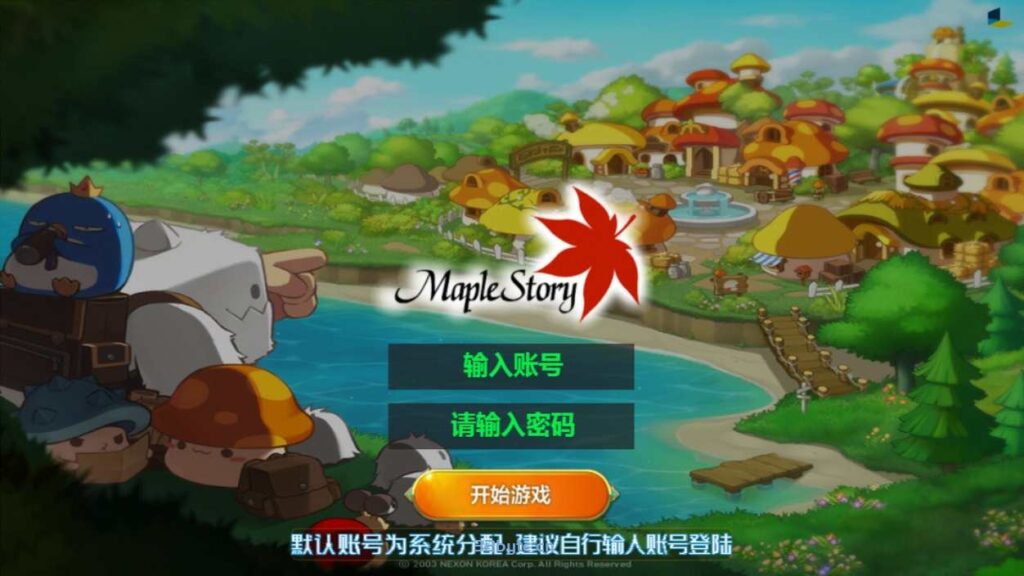 MapleStory
输入账号
请输入密码
开始游戏
默认账号为系统分配,建议自行输入账号登陆
ⓒ 2003 NEXON KOREA Corp. All Rights Reserved.